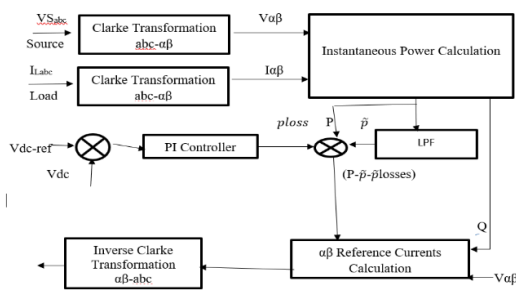 VSabc
Source
Clarke Transformation
abc-αβ
Vαβ
Instantaneous Power Calculation
ILabc
Load
Clarke Transformation
abc-αβ
Iαβ
ploss
P
p̃
LPF
Vdc-ref
Vdc
PI Controller
(P-p̃-p̃losses)
Q
Inverse Clarke
Transformation
αβ-abc
αβ Reference Currents
Calculation
Vαβ